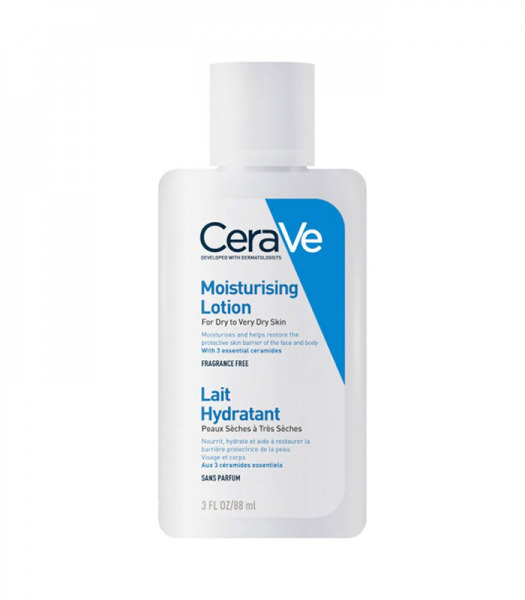 CeraVe
DEVELOPED WITH DERMATOLOGISTS
Moisturising
Lotion
For Dry to Very Dry Skin
Moisturises and helps restore the
protective skin barrier of the face and body
With 3 essential ceramides
FRAGRANCE FREE
Lait
Hydratant
Peaux Sèches à Très Sèches
Nourrit, hydrate et aide à restaurer la
barrière protectrice de la peau.
Visage et corps
Aux 3 céramides essentiels
SANS PARFUM
3 FL OZ/88 ml